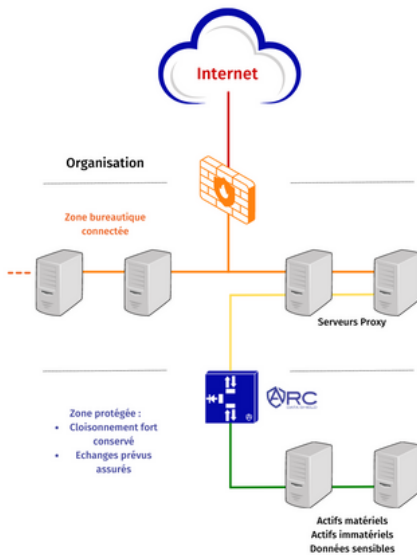 Internet
Organisation
Zone bureautique
connectée
Serveurs Proxy
ARC
Zone protégée :
• Cloisonnement fort
conservé
• Echanges prévus
assurés
Actifs matériels
Actifs immatériels
Données sensibles